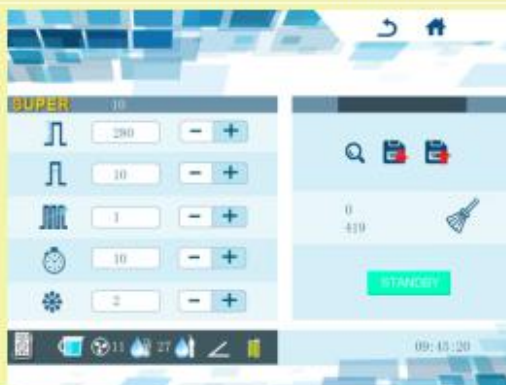 SUPER 10
280 - +
10 - +
0
1 - +
419
10 - +
STANDBY
2 - +
11 27
09:45:20